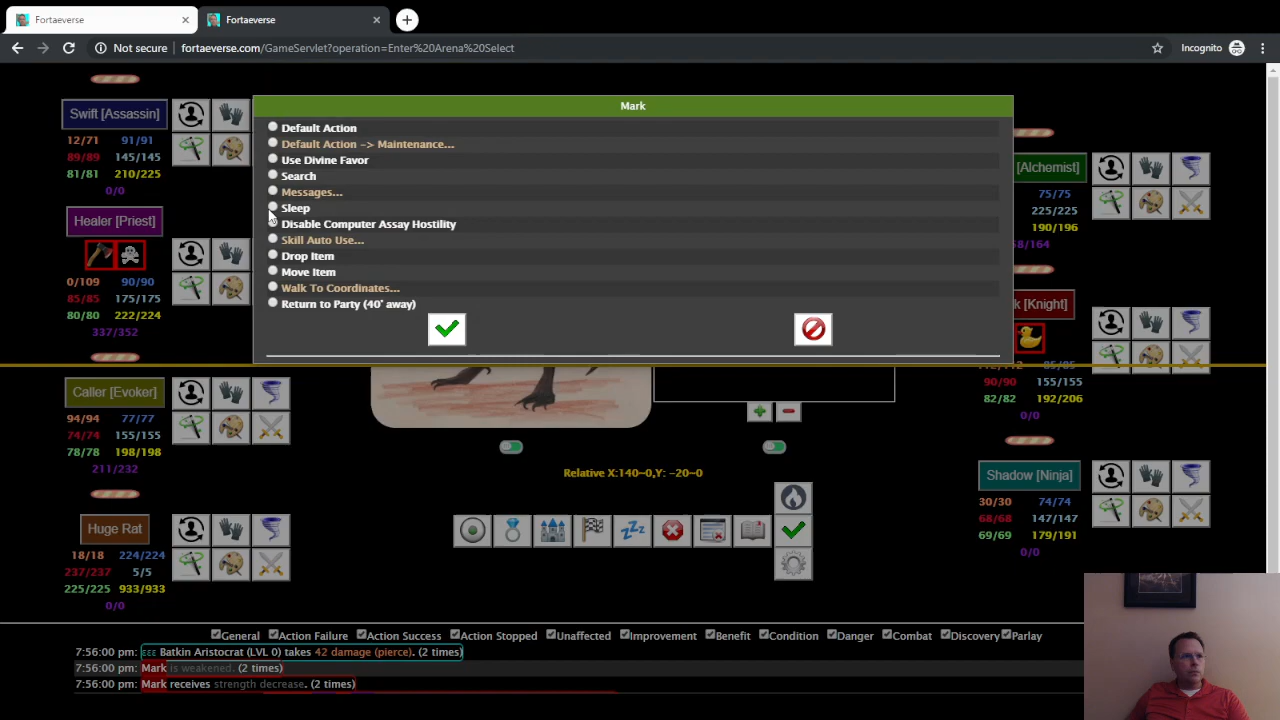 Fortaeverse
Fortaeverse
Not secure fortaeverse.com/GameServlet?operation=Enter%20Arena%20Select
Incognito
Mark
Default Action
Default Action -> Maintenance...
Use Divine Favor
Search
Messages...
Sleep
Disable Computer Assay Hostility
Skill Auto Use...
Drop Item
Move Item
Walk To Coordinates...
Return to Party (40' away)
Swift [Assassin]
12/71 91/91
89/89 145/145
81/81 210/225
0/0
Healer [Priest]
0/109 90/90
85/85 175/175
80/80 222/224
337/352
Caller [Evoker]
94/94 77/77
74/74 155/155
78/78 198/198
211/232
Huge Rat
18/18 224/224
237/237 5/5
225/225 933/933
0/0
[Alchemist]
75/75
225/225
190/196
8/164
k [Knight]
112/112 85/85
90/90 155/155
82/82 192/206
0/0
Shadow [Ninja]
30/30 74/74
68/68 147/147
69/69 179/191
0/0
Relative X:140~0,Y: -20~0
General Action Failure Action Success Action Stopped Unaffected Improvement Benefit Condition Danger Combat Discovery Parlay
7:56:00 pm: £££ Batkin Aristocrat (LVL 0) takes 42 damage (pierce). (2 times)
7:56:00 pm: Mark is weakened. (2 times)
7:56:00 pm: Mark receives strength decrease. (2 times)